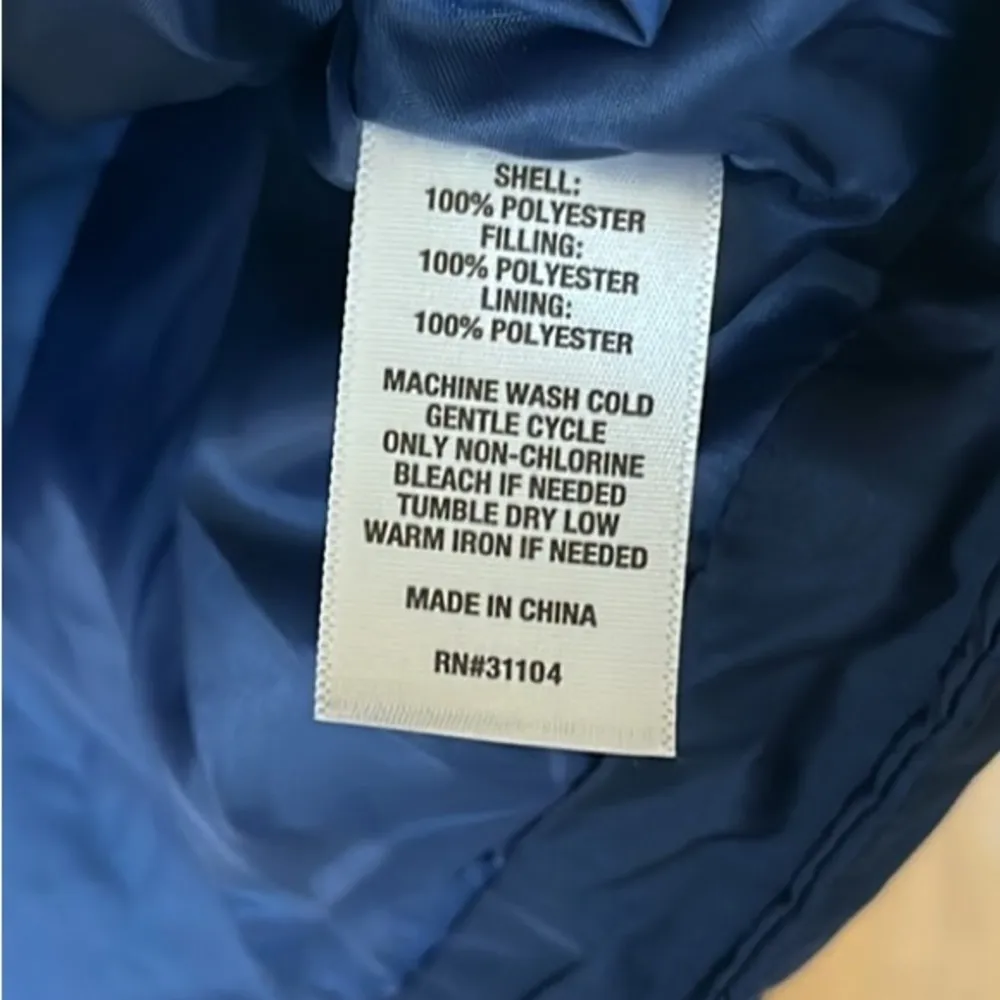 SHELL:
100% POLYESTER
FILLING:
100% POLYESTER
LINING:
100% POLYESTER
MACHINE WASH COLD
GENTLE CYCLE
ONLY NON-CHLORINE
BLEACH IF NEEDED
TUMBLE DRY LOW
WARM IRON IF NEEDED
MADE IN CHINA
RN#31104